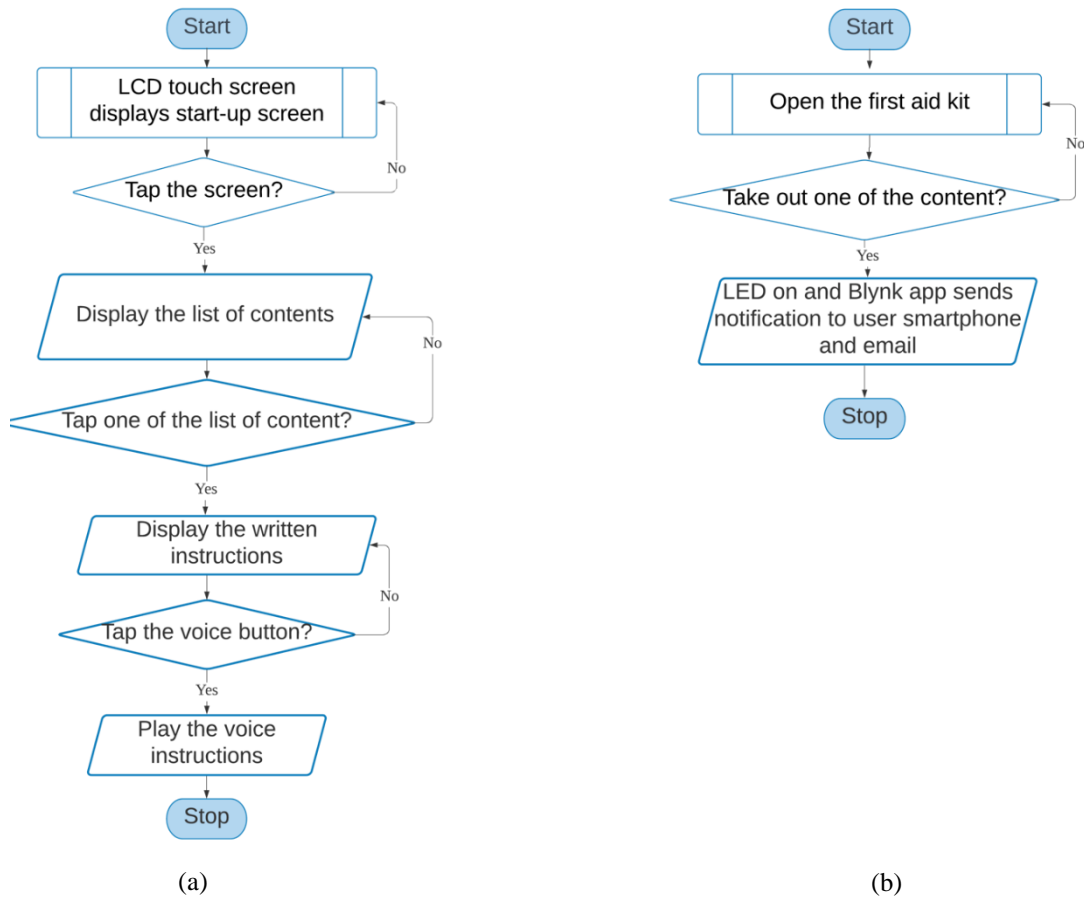 Start
LCD touch screen
displays start-up screen
No
Tap the screen?
Yes
Display the list of contents
No
Tap one of the list of content?
Yes
Display the written
instructions
No
Tap the voice button?
Yes
Play the voice
instructions
Stop
(a)
Start
Open the first aid kit
No
Take out one of the content?
Yes
LED on and Blynk app sends
notification to user smartphone
and email
Stop
(b)